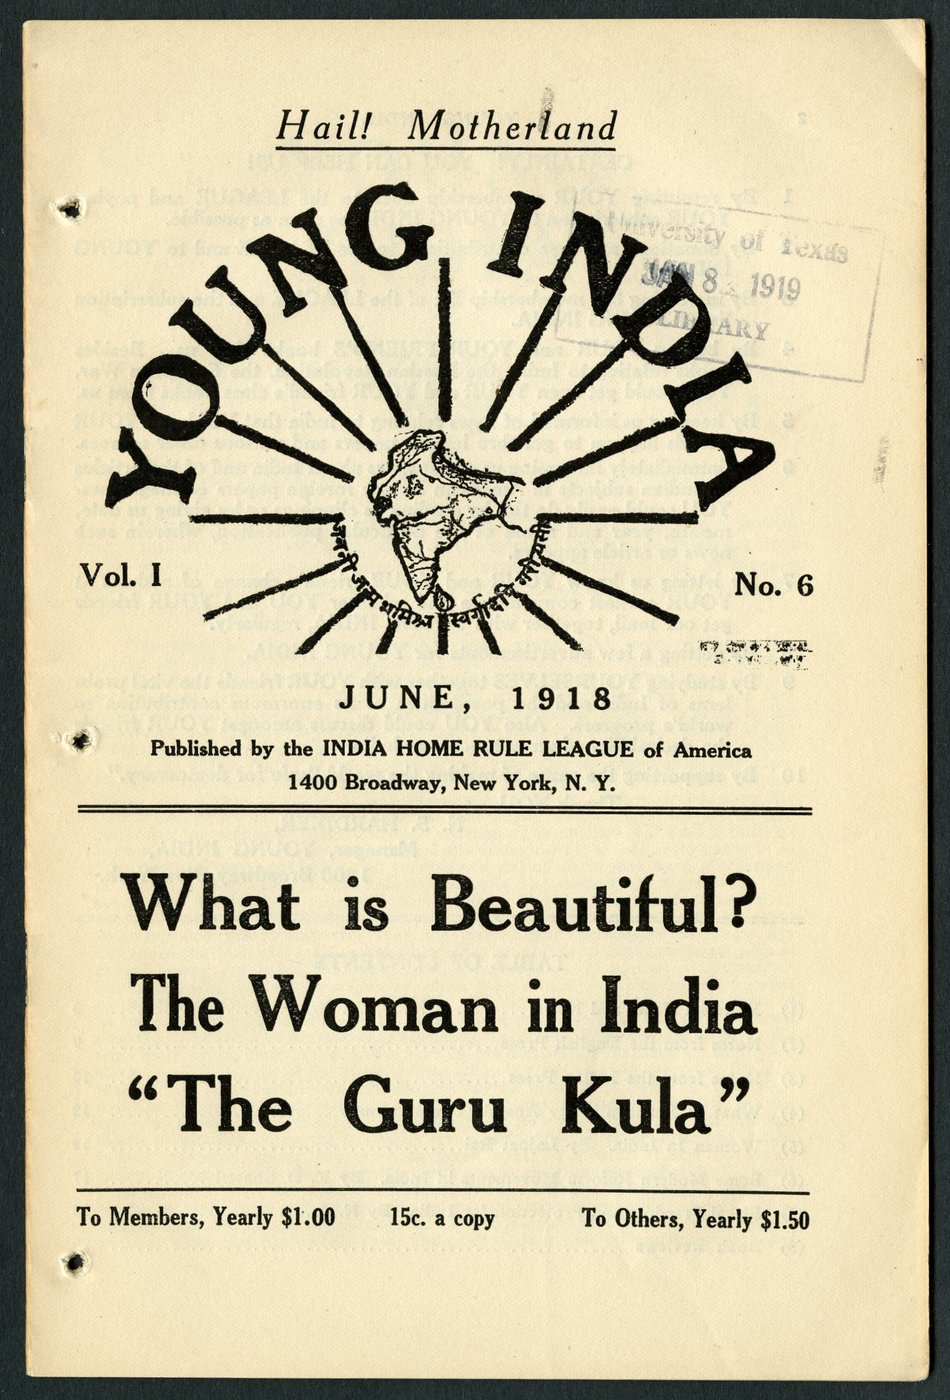 Hail! Motherland
YOUNG INDIA
University of Texas
JAN 8 1919
LIBRARY
जननी जन्म भूमिश्च स्वर्गादपि गरीयसी
Vol. I
No. 6
JUNE, 1918
Published by the INDIA HOME RULE LEAGUE of America
1400 Broadway, New York, N. Y.
What is Beautiful?
The Woman in India
“The Guru Kula”
To Members, Yearly $1.00 15c. a copy To Others, Yearly $1.50